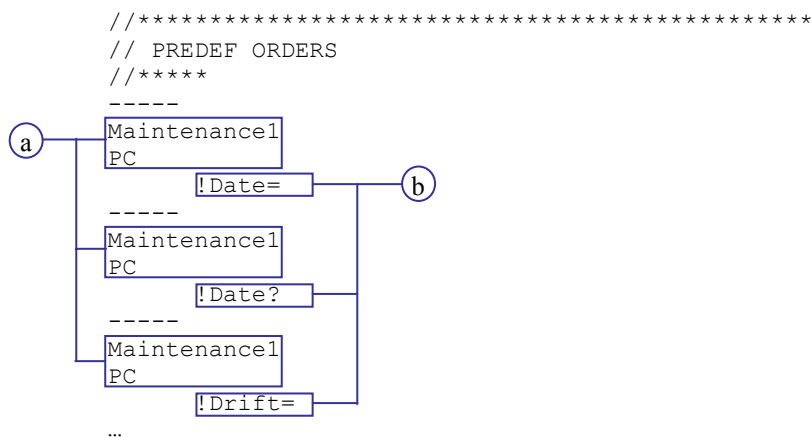 //***********************************************
// PREDEF ORDERS
//*****
-----
Maintenance1
a
PC
!Date=
b
-----
Maintenance1
PC
!Date?
-----
Maintenance1
PC
!Drift=
…